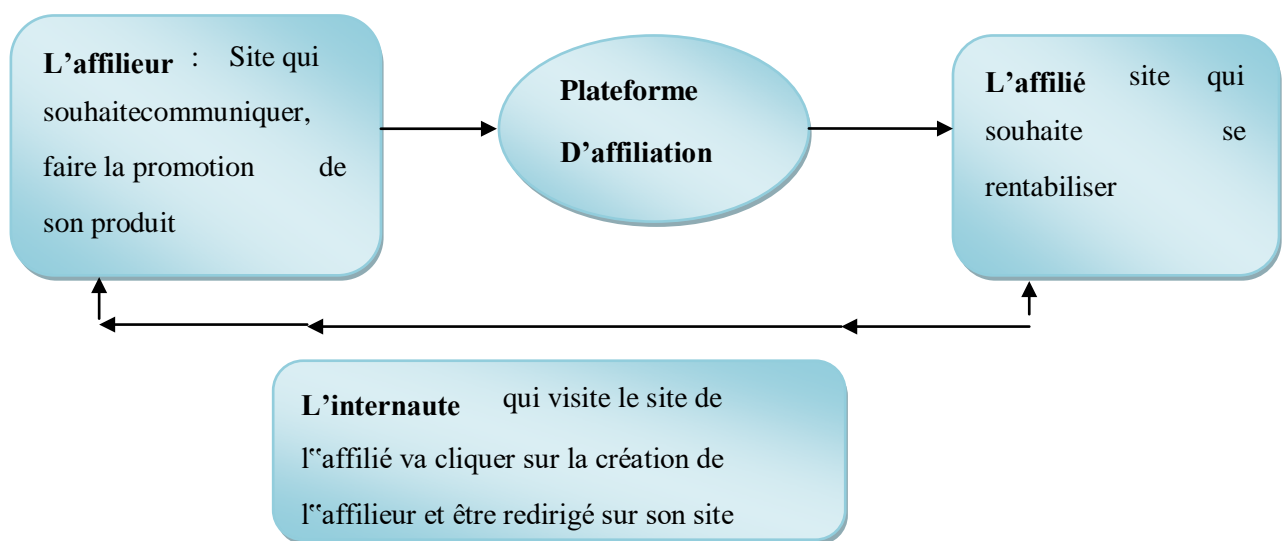 L’affilieur : Site qui
souhaitecommuniquer,
faire la promotion de
son produit
Plateforme
D’affiliation
L’affilié site qui
souhaite se
rentabiliser
L’internaute qui visite le site de
l‟affilié va cliquer sur la création de
l‟affilieur et être redirigé sur son site